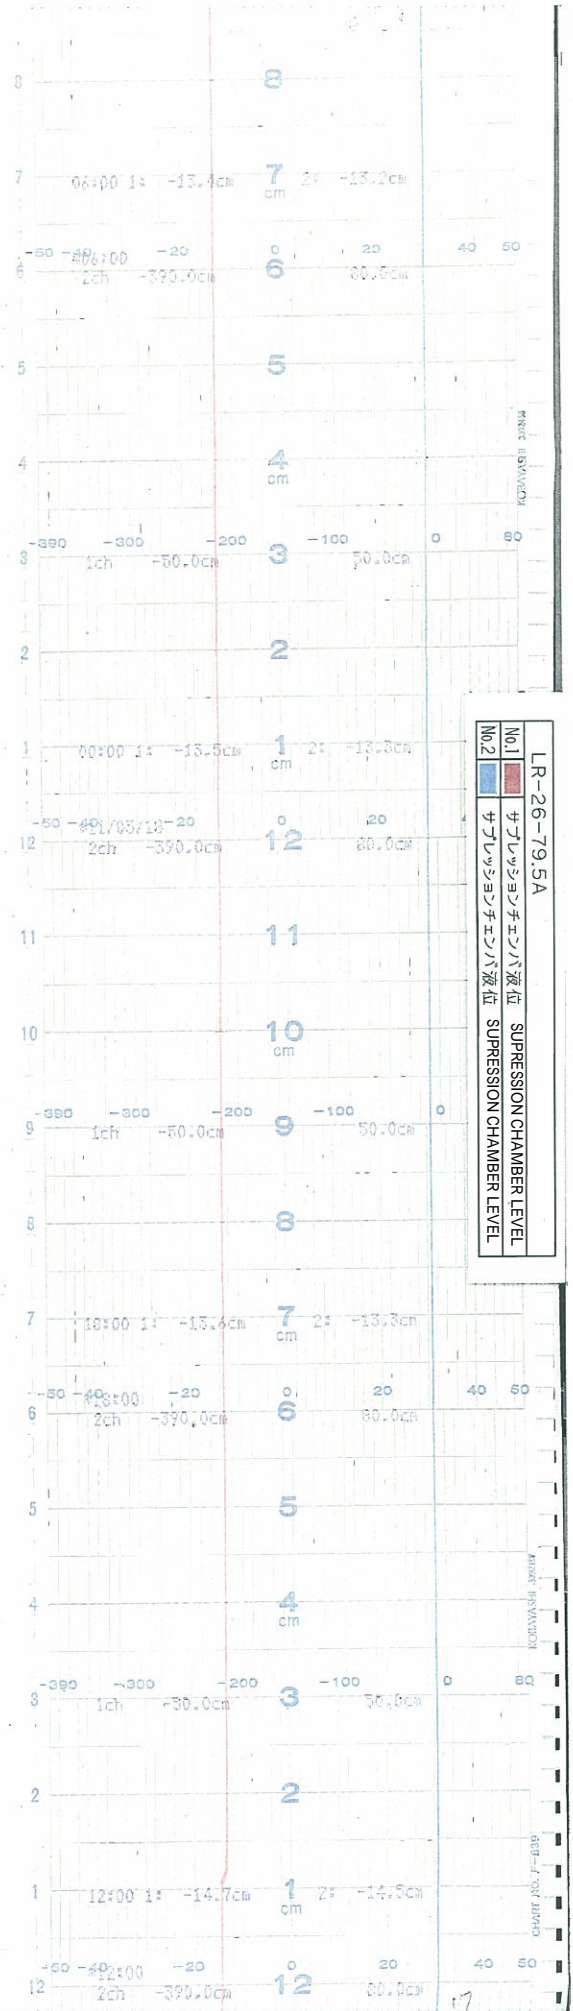 8 8
7 06:00 1: -13.4cm 7 2: -13.2cm
cm
-50 -40 -20 0 20 40 50
#06:00
6 2ch -390.0cm 6 80.0cm
5 5
4 4
cm
-390 -300 -200 -100 0 80
3 1ch -50.0cm 3 50.0cm
2 2
1 00:00 1: -13.5cm 1 2: -13.3cm
cm
-50 -40 -20 0 20
12 2ch -390.0cm 12 80.0cm
11
10 10
cm
-390 -300 -200 -100 0
9 1ch -50.0cm 9 50.0cm
8 8
7 18:00 1: -13.6cm 7 2: -13.3cm
cm
-50 -40 -20 0 20 40 50
#18:00
6 2ch -390.0cm 6 80.0cm
5 5
4 4
cm
-390 -300 -200 -100 0 80
3 1ch -50.0cm 3 50.0cm
2 2
1 12:00 1: -14.7cm 1 2: -14.5cm
cm
-50 -40 -20 0 20 40 50
#12:00
12 2ch -390.0cm 12 80.0cm
17
LR-26-79.5A
No.1 サプレッションチェンバ液位 SUPRESSION CHAMBER LEVEL
No.2 サプレッションチェンバ液位 SUPRESSION CHAMBER LEVEL